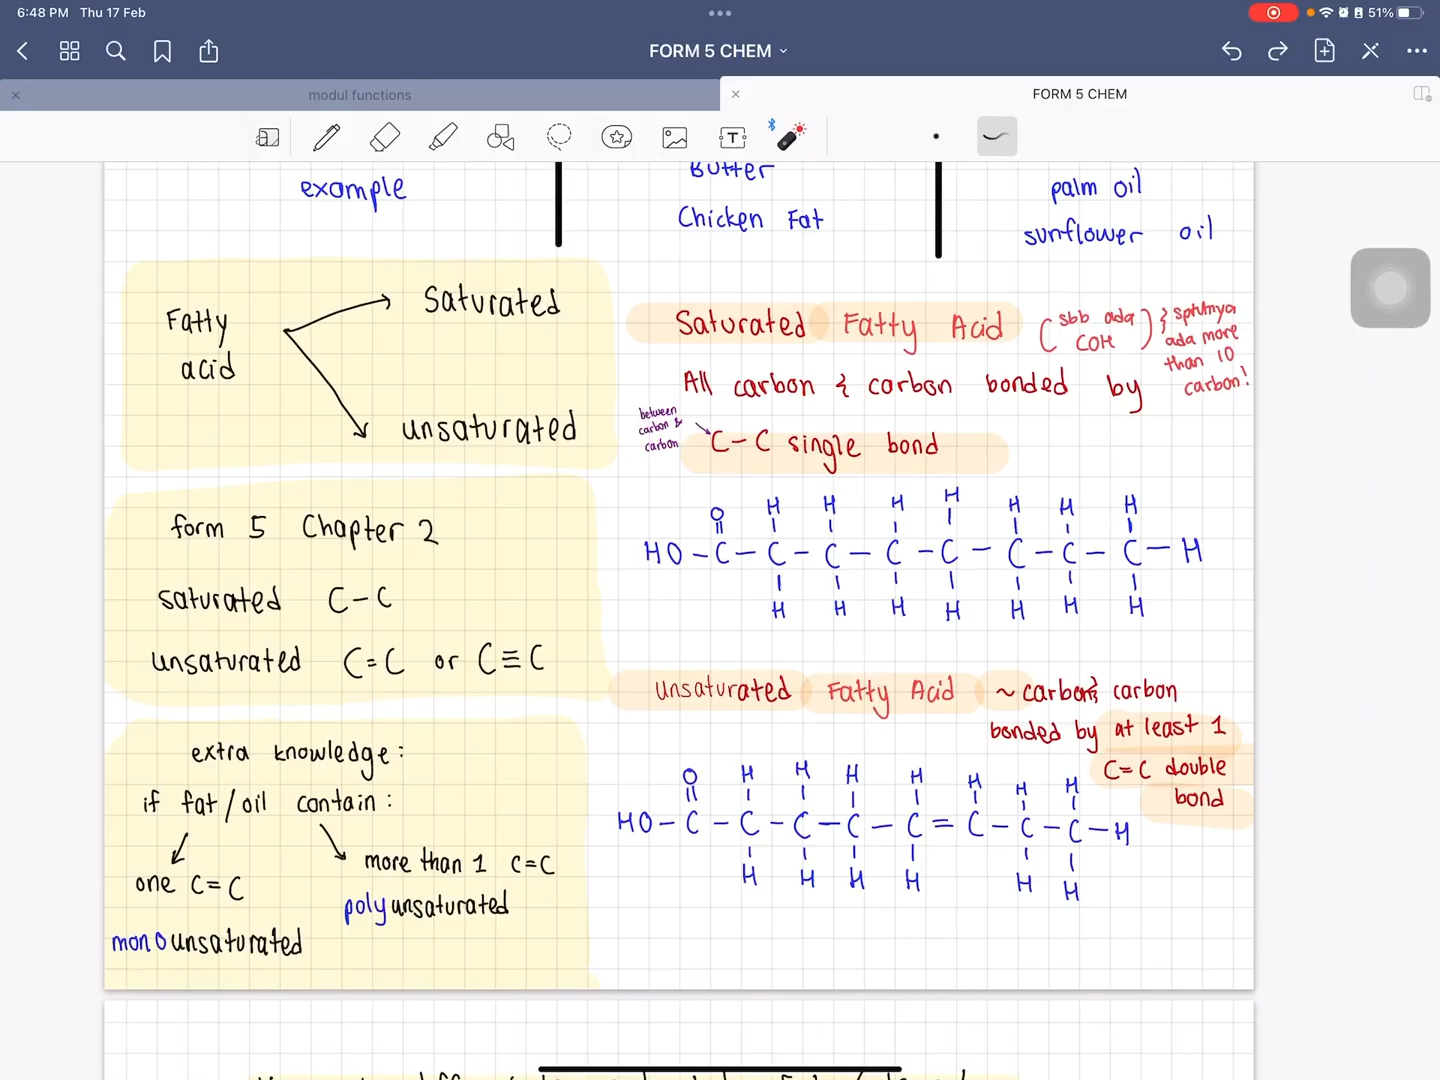 6:48 PM Thu 17 Feb
51%
FORM 5 CHEM
modul functions
FORM 5 CHEM
example
Butter
Chicken Fat
palm oil
sunflower oil
Fatty acid
Saturated
unsaturated
form 5 Chapter 2
saturated C-C
unsaturated C=C or C≡C
extra knowledge:
if fat/oil contain:
one C=C
monounsaturated
more than 1 C=C
polyunsaturated
Saturated Fatty Acid
(sbb ada COH)
} sptutnya ada more than 10 carbon!
All carbon & carbon bonded by
between carbon & carbon
C-C single bond
O H H H H H H H
HO-C-C-C-C-C-C-C-C-H
H H H H H H H
Unsaturated Fatty Acid ~ carbon & carbon
bonded by at least 1
C=C double
bond
O H H H H H H H
HO-C-C-C-C-C=C-C-C-H
H H H H H H